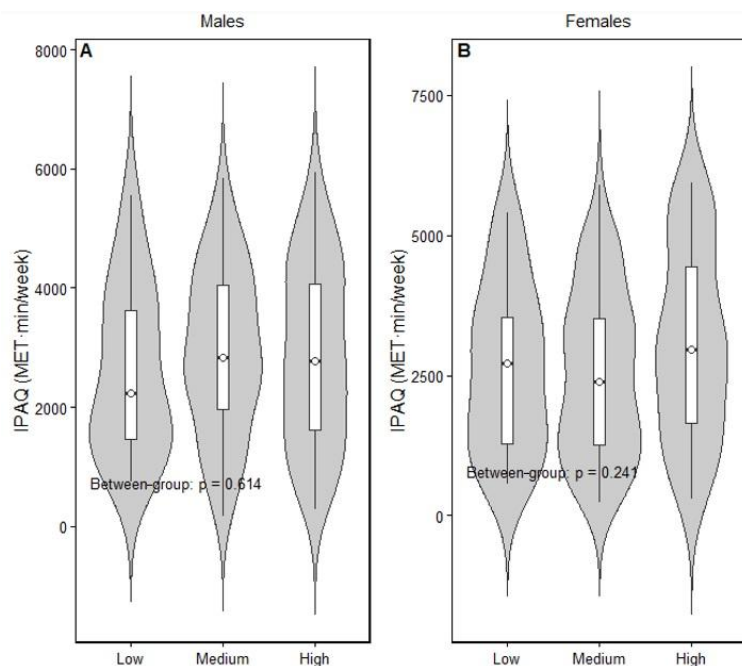 Males
A
8000
6000
4000
2000
0
IPAQ (MET·min/week)
Between-group: p = 0.614
Low Medium High
Females
B
7500
5000
2500
0
IPAQ (MET·min/week)
Between-group: p = 0.241
Low Medium High